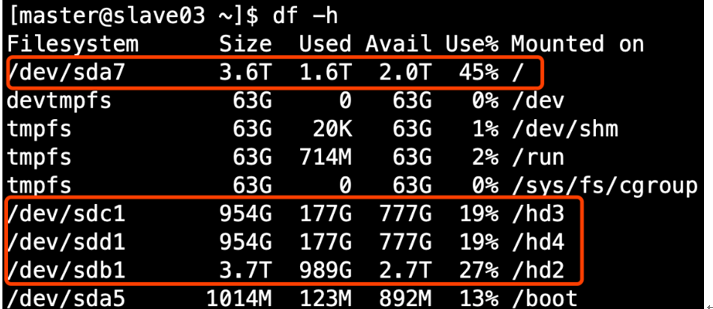 [master@slave03 ~]$ df -h
Filesystem      Size  Used Avail Use% Mounted on
/dev/sda7       3.6T  1.6T  2.0T  45% /
devtmpfs         63G     0   63G   0% /dev
tmpfs            63G   20K   63G   1% /dev/shm
tmpfs            63G  714M   63G   2% /run
tmpfs            63G     0   63G   0% /sys/fs/cgroup
/dev/sdc1       954G  177G  777G  19% /hd3
/dev/sdd1       954G  177G  777G  19% /hd4
/dev/sdb1       3.7T  989G  2.7T  27% /hd2
/dev/sda5      1014M  123M  892M  13% /boot